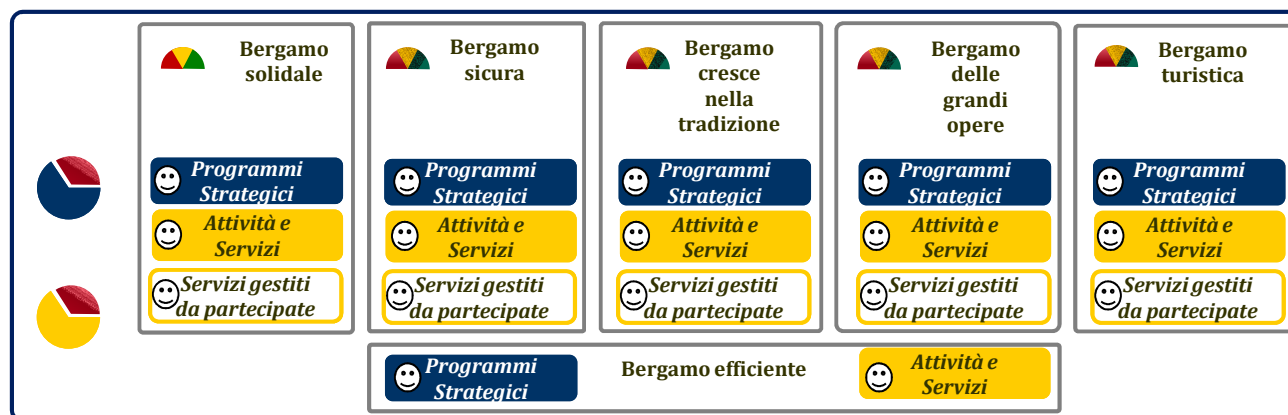 Bergamo
solidale
Programmi
Strategici
Attività e
Servizi
Servizi gestiti
da partecipate
Bergamo
sicura
Programmi
Strategici
Attività e
Servizi
Servizi gestiti
da partecipate
Bergamo
cresce
nella
tradizione
Programmi
Strategici
Attività e
Servizi
Servizi gestiti
da partecipate
Bergamo
delle
grandi
opere
Programmi
Strategici
Attività e
Servizi
Servizi gestiti
da partecipate
Bergamo
turistica
Programmi
Strategici
Attività e
Servizi
Servizi gestiti
da partecipate
Programmi
Strategici
Bergamo efficiente
Attività e
Servizi